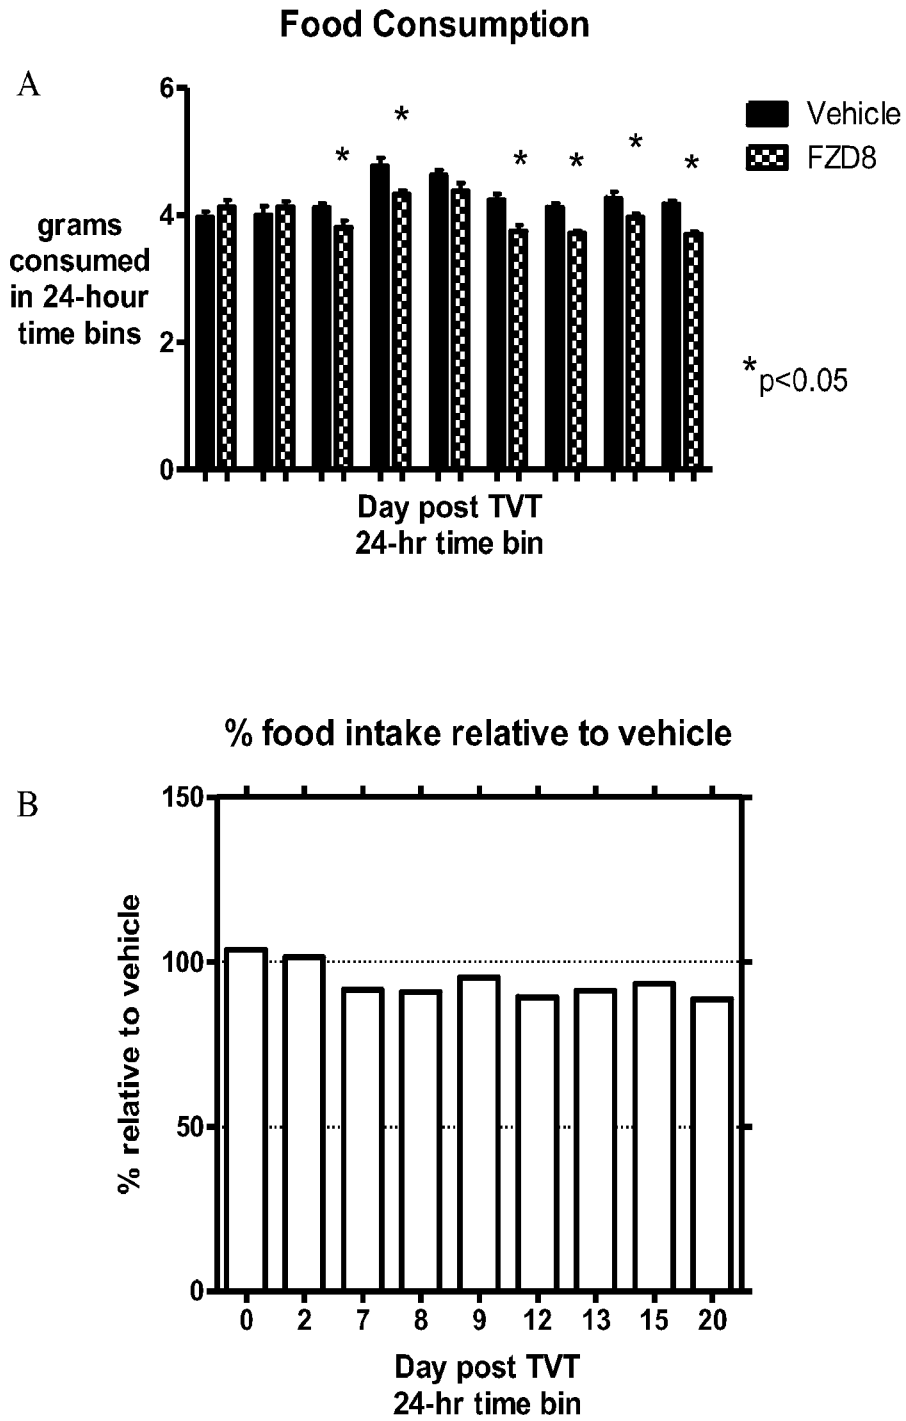 Food Consumption
A
6
4
2
0
grams
consumed
in 24-hour
time bins
* * * * * * *
Vehicle
FZD8
*p<0.05
Day post TVT
24-hr time bin
% food intake relative to vehicle
B
150
100
50
0
% relative to vehicle
0 2 7 8 9 12 13 15 20
Day post TVT
24-hr time bin